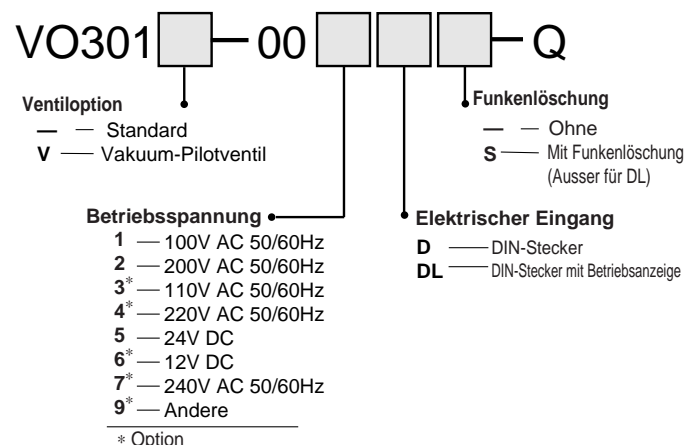 VO301 — 00 — Q
Ventiloption
— — Standard
V — Vakuum-Pilotventil
Funkenlöschung
— — Ohne
S — Mit Funkenlöschung
(Ausser für DL)
Betriebsspannung
1 — 100V AC 50/60Hz
2 — 200V AC 50/60Hz
3* — 110V AC 50/60Hz
4* — 220V AC 50/60Hz
5 — 24V DC
6* — 12V DC
7* — 240V AC 50/60Hz
9* — Andere
* Option
Elektrischer Eingang
D — DIN-Stecker
DL — DIN-Stecker mit Betriebsanzeige